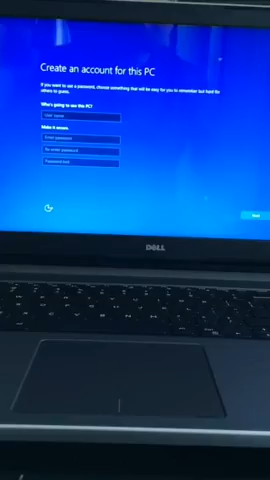 Create an account for this PC
If you want to use a password, choose something that will be easy for you to remember but hard for
others to guess.
Who's going to use this PC?
User name
Make it secure.
Enter password
Re-enter password
Password hint
Next
DELL